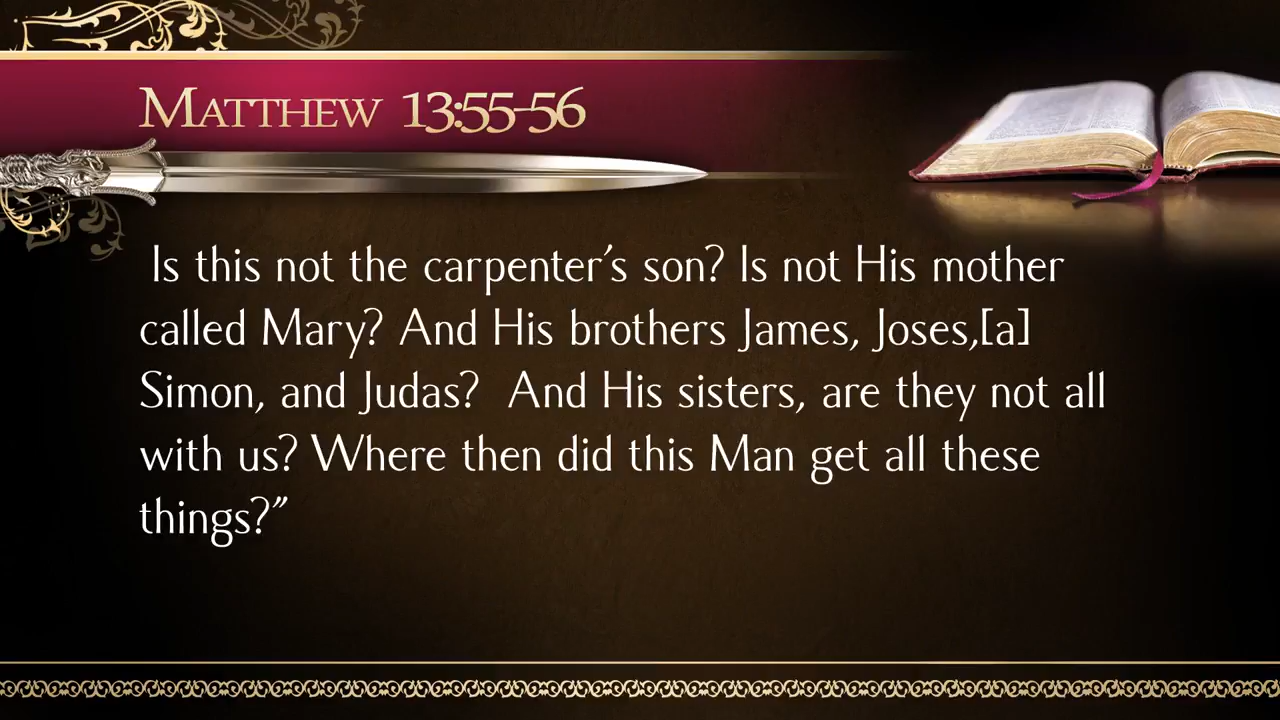 Matthew 13:55-56
Is this not the carpenter’s son? Is not His mother
called Mary? And His brothers James, Joses,[a]
Simon, and Judas?  And His sisters, are they not all
with us? Where then did this Man get all these
things?”